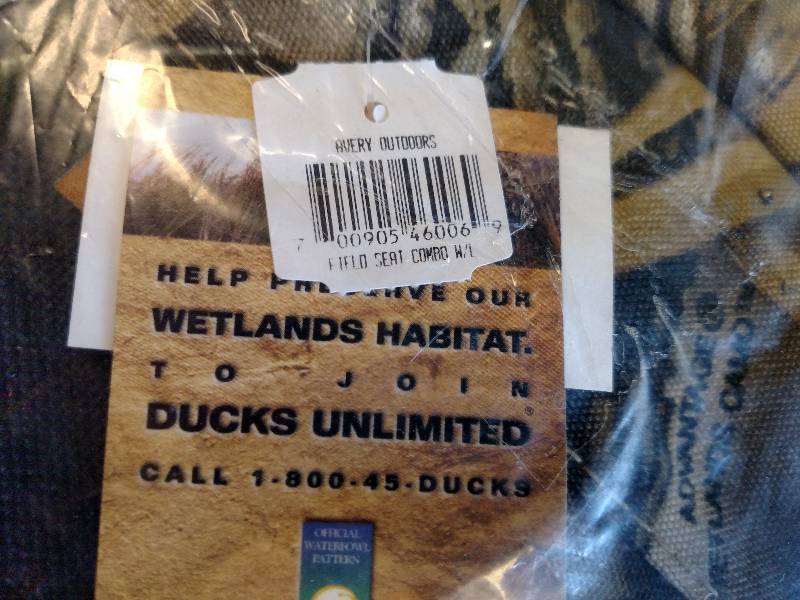 AVERY OUTDOORS
7 00905 46006 9
FIELD SEAT COMBO W/L
HELP PRESERVE OUR
WETLANDS HABITAT.
TO JOIN
DUCKS UNLIMITED®
CALL 1-800-45-DUCKS
OFFICIAL
WATERFOWL
PATTERN
ADVANTAGE